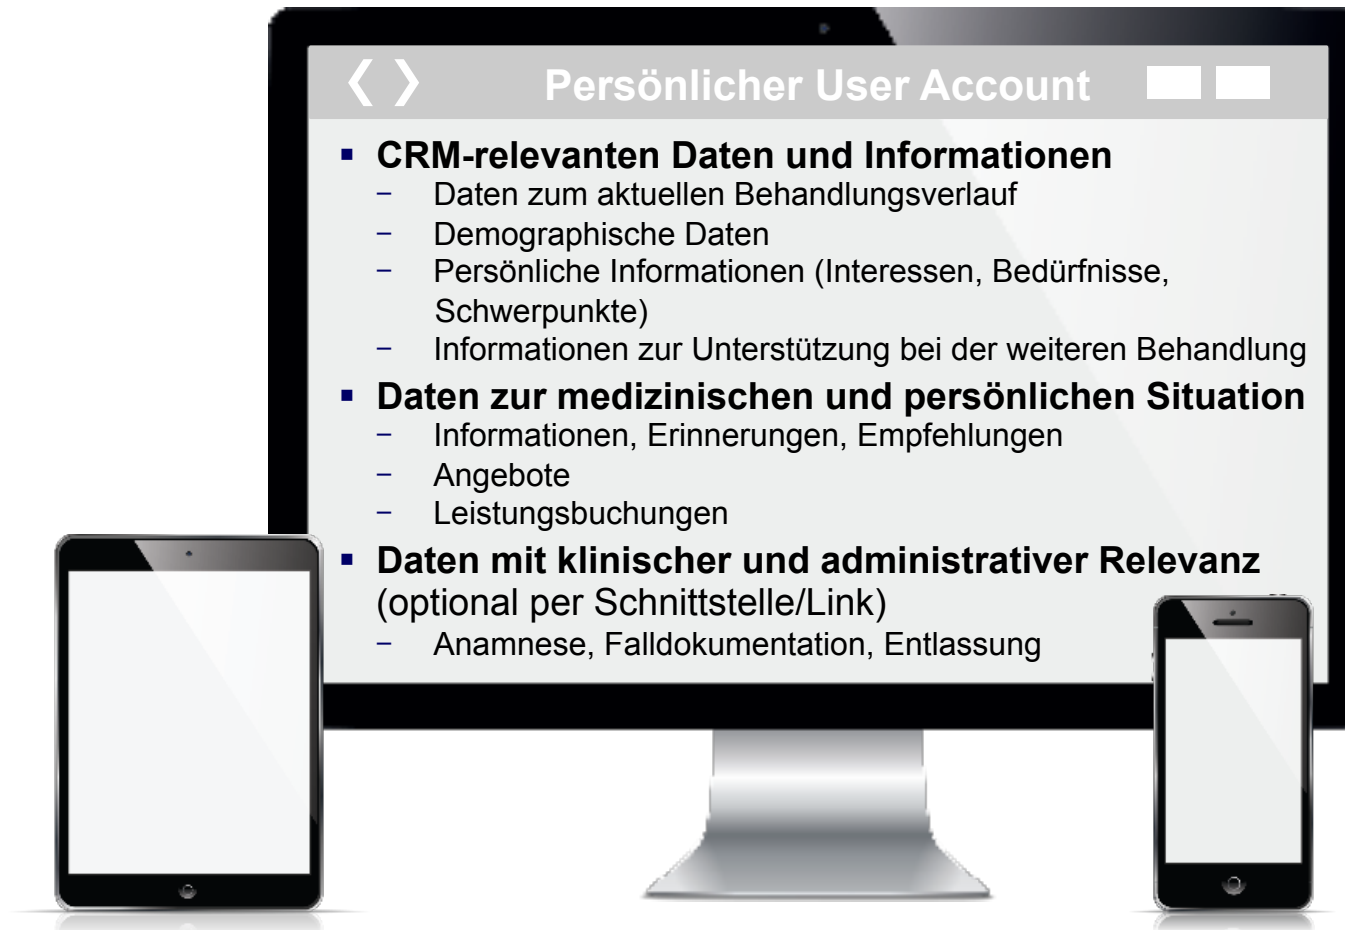 Persönlicher User Account
▪ CRM-relevanten Daten und Informationen
– Daten zum aktuellen Behandlungsverlauf
– Demographische Daten
– Persönliche Informationen (Interessen, Bedürfnisse,
Schwerpunkte)
– Informationen zur Unterstützung bei der weiteren Behandlung
▪ Daten zur medizinischen und persönlichen Situation
– Informationen, Erinnerungen, Empfehlungen
– Angebote
– Leistungsbuchungen
▪ Daten mit klinischer und administrativer Relevanz
(optional per Schnittstelle/Link)
– Anamnese, Falldokumentation, Entlassung